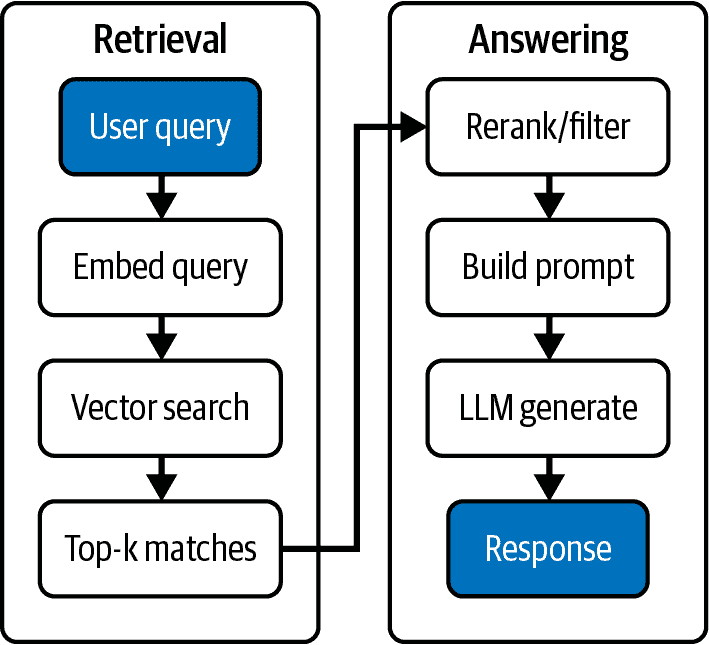 Retrieval
User query
Embed query
Vector search
Top-k matches
Answering
Rerank/filter
Build prompt
LLM generate
Response